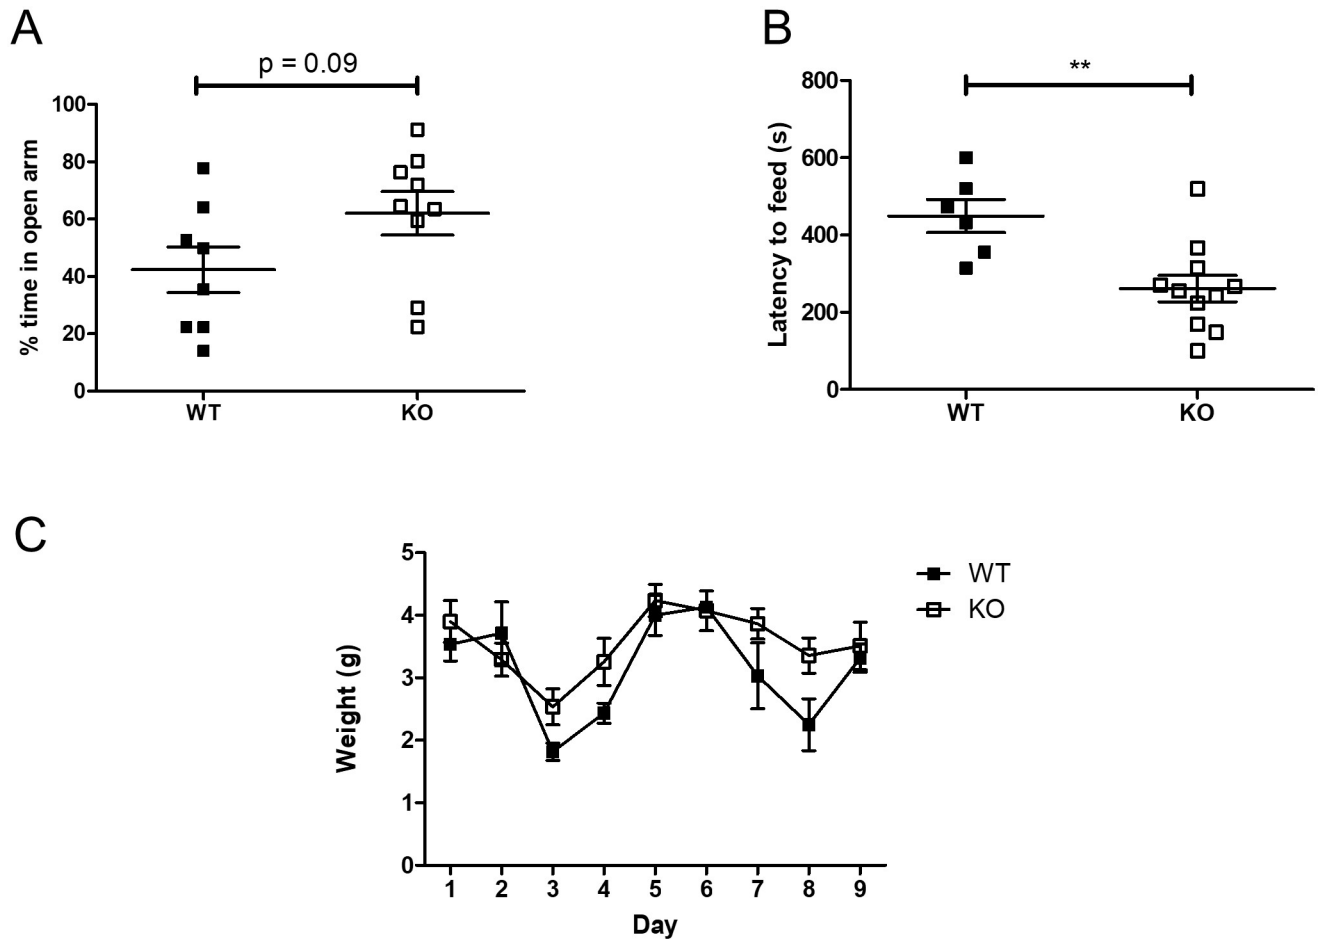 A
p = 0.09
% time in open arm
100
80
60
40
20
0
WT
KO
B
**
Latency to feed (s)
800
600
400
200
0
WT
KO
C
Weight (g)
5
4
3
2
1
0
1 2 3 4 5 6 7 8 9
Day
WT
KO